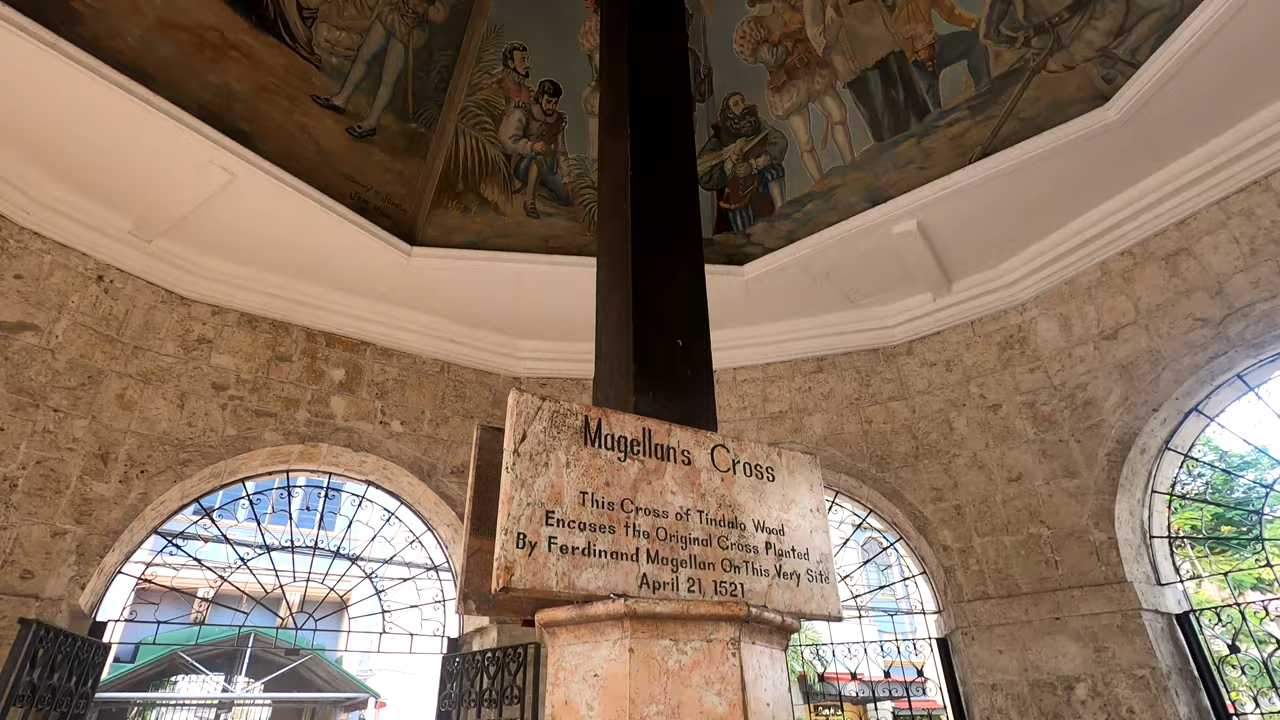 Magellan's Cross
This Cross of Tindalo Wood
Encases the Original Cross Planted
By Ferdinand Magellan On This Very Site
April 21, 1521